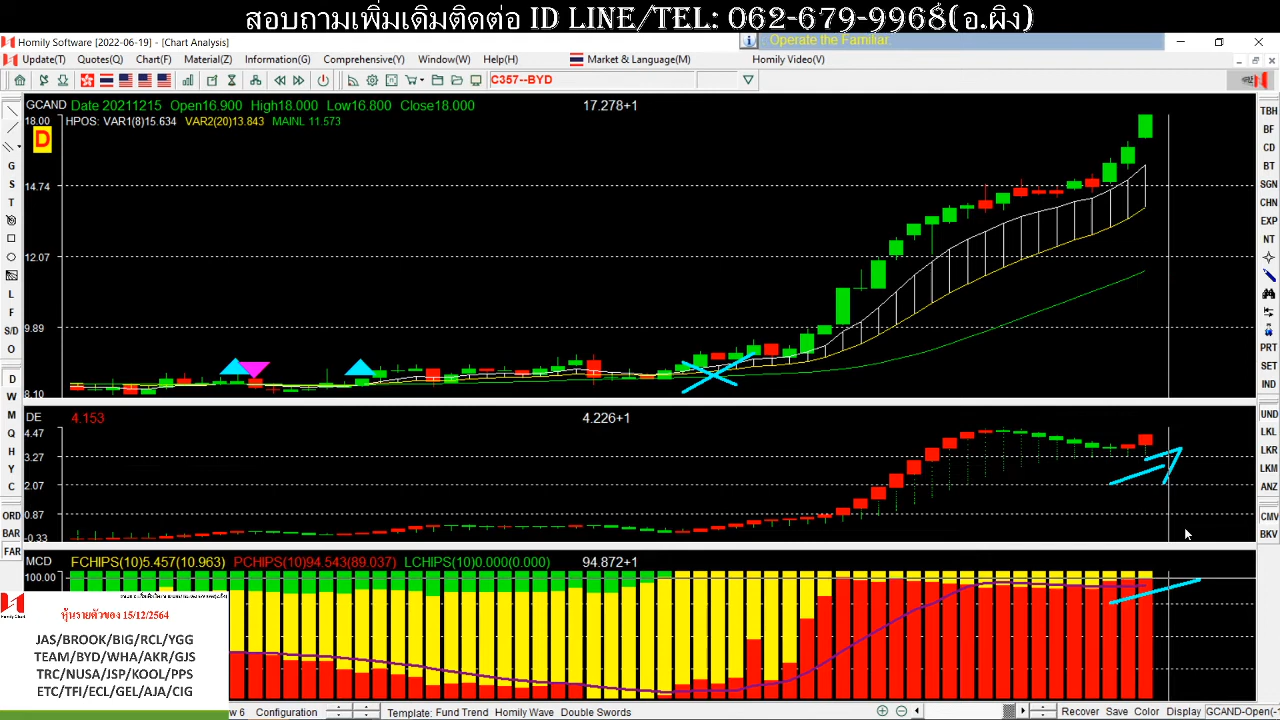 สอบถามเพิ่มเติมติดต่อ ID LINE/TEL: 062-679-9968(อ.ผิง)
Homily Software [2022-06-19] - [Chart Analysis]
Operate the Familiar.
Update(T) Quotes(Q) Chart(F) Material(Z) Information(G) Comprehensive(Y) Window(W) Help(H) Market & Language(M) Homily Video(V)
C357--BYD
GCAND Date 20211215 Open16.900 High18.000 Low16.800 Close18.000 17.278+1
HPOS: VAR1(8)15.634 VAR2(20)13.843 MAINL 11.573
18.00
D
14.74
12.07
9.89
8.10
DE 4.153 4.226+1
4.47
3.27
2.07
0.87
-0.33
MCD FCHIPS(10)5.457(10.963) PCHIPS(10)94.543(89.037) LCHIPS(10)0.000(0.000) 94.872+1
100.00
หุ้นรายตัวของ 15/12/2564
JAS/BROOK/BIG/RCL/YGG
TEAM/BYD/WHA/AKR/GJS
TRC/NUSA/JSP/KOOL/PPS
ETC/TFI/ECL/GEL/AJA/CIG
w 6 Configuration Template: Fund Trend Homily Wave Double Swords Recover Save Color Display GCAND-Open(-1
G
S
T
L
F
S/D
O
D
W
M
Q
H
Y
C
ORD
BAR
FAR
TBH
BF
CD
BT
SGN
CHN
EXP
NT
PRT
SET
IND
UND
LKL
LKR
LKM
ANZ
CMV
BKV